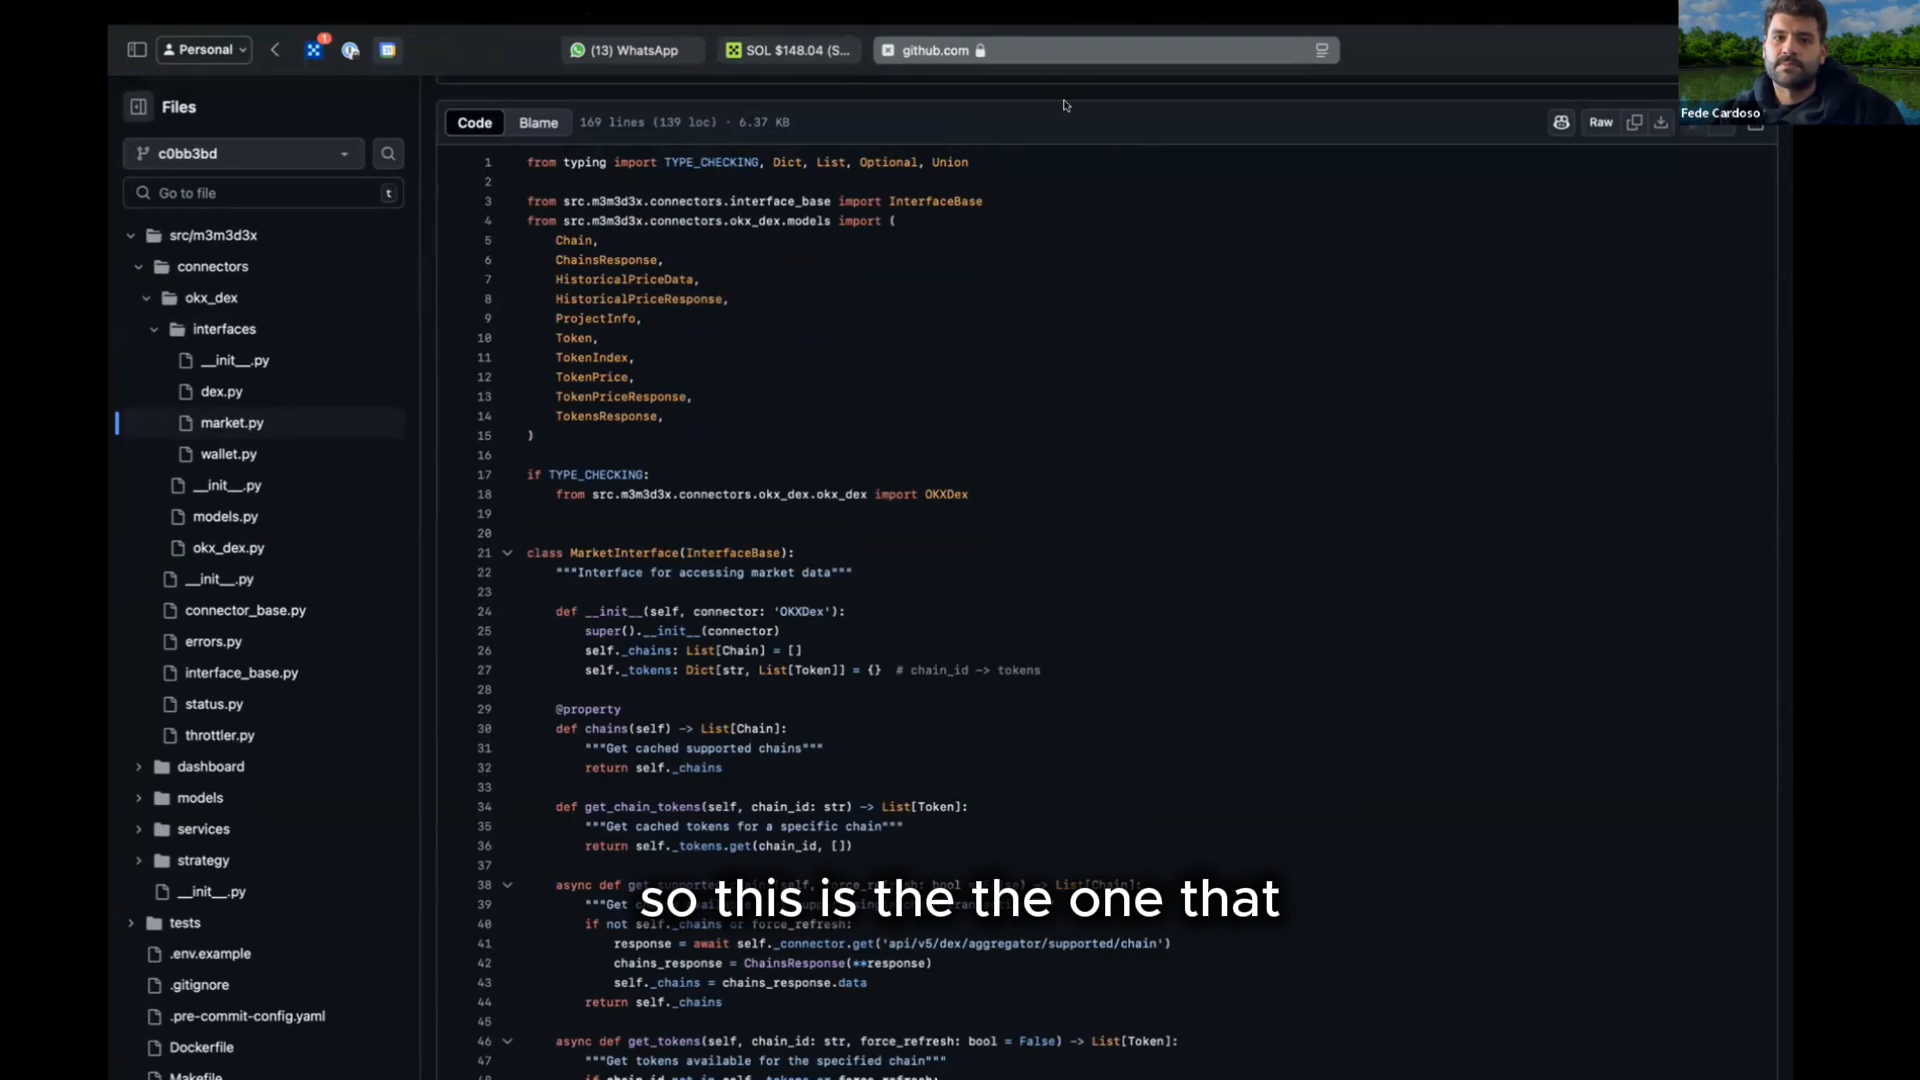 Personal
1
(13) WhatsApp
SOL $148.04 (S...
github.com
Fede Cardoso
Files
c0bb3bd
Go to file
t
src/m3m3d3x
connectors
okx_dex
interfaces
__init__.py
dex.py
market.py
wallet.py
__init__.py
models.py
okx_dex.py
__init__.py
connector_base.py
errors.py
interface_base.py
status.py
throttler.py
dashboard
models
services
strategy
__init__.py
tests
.env.example
.gitignore
.pre-commit-config.yaml
Dockerfile
Makefile
Code Blame 169 lines (139 loc) · 6.37 KB
Raw
1 from typing import TYPE_CHECKING, Dict, List, Optional, Union
2
3 from src.m3m3d3x.connectors.interface_base import InterfaceBase
4 from src.m3m3d3x.connectors.okx_dex.models import (
5 Chain,
6 ChainsResponse,
7 HistoricalPriceData,
8 HistoricalPriceResponse,
9 ProjectInfo,
10 Token,
11 TokenIndex,
12 TokenPrice,
13 TokenPriceResponse,
14 TokensResponse,
15 )
16
17 if TYPE_CHECKING:
18 from src.m3m3d3x.connectors.okx_dex.okx_dex import OKXDex
19
20
21 class MarketInterface(InterfaceBase):
22 """Interface for accessing market data"""
23
24 def __init__(self, connector: 'OKXDex'):
25 super().__init__(connector)
26 self._chains: List[Chain] = []
27 self._tokens: Dict[str, List[Token]] = {} # chain_id -> tokens
28
29 @property
30 def chains(self) -> List[Chain]:
31 """Get cached supported chains"""
32 return self._chains
33
34 def get_chain_tokens(self, chain_id: str) -> List[Token]:
35 """Get cached tokens for a specific chain"""
36 return self._tokens.get(chain_id, [])
37
38 async def
39 """Get
40 if not self._chains or force_refresh:
41 response = await self._connector.get('api/v5/dex/aggregator/supported/chain')
42 chains_response = ChainsResponse(**response)
43 self._chains = chains_response.data
44 return self._chains
45
46 async def get_tokens(self, chain_id: str, force_refresh: bool = False) -> List[Token]:
47 """Get tokens available for the specified chain"""
so this is the the one that